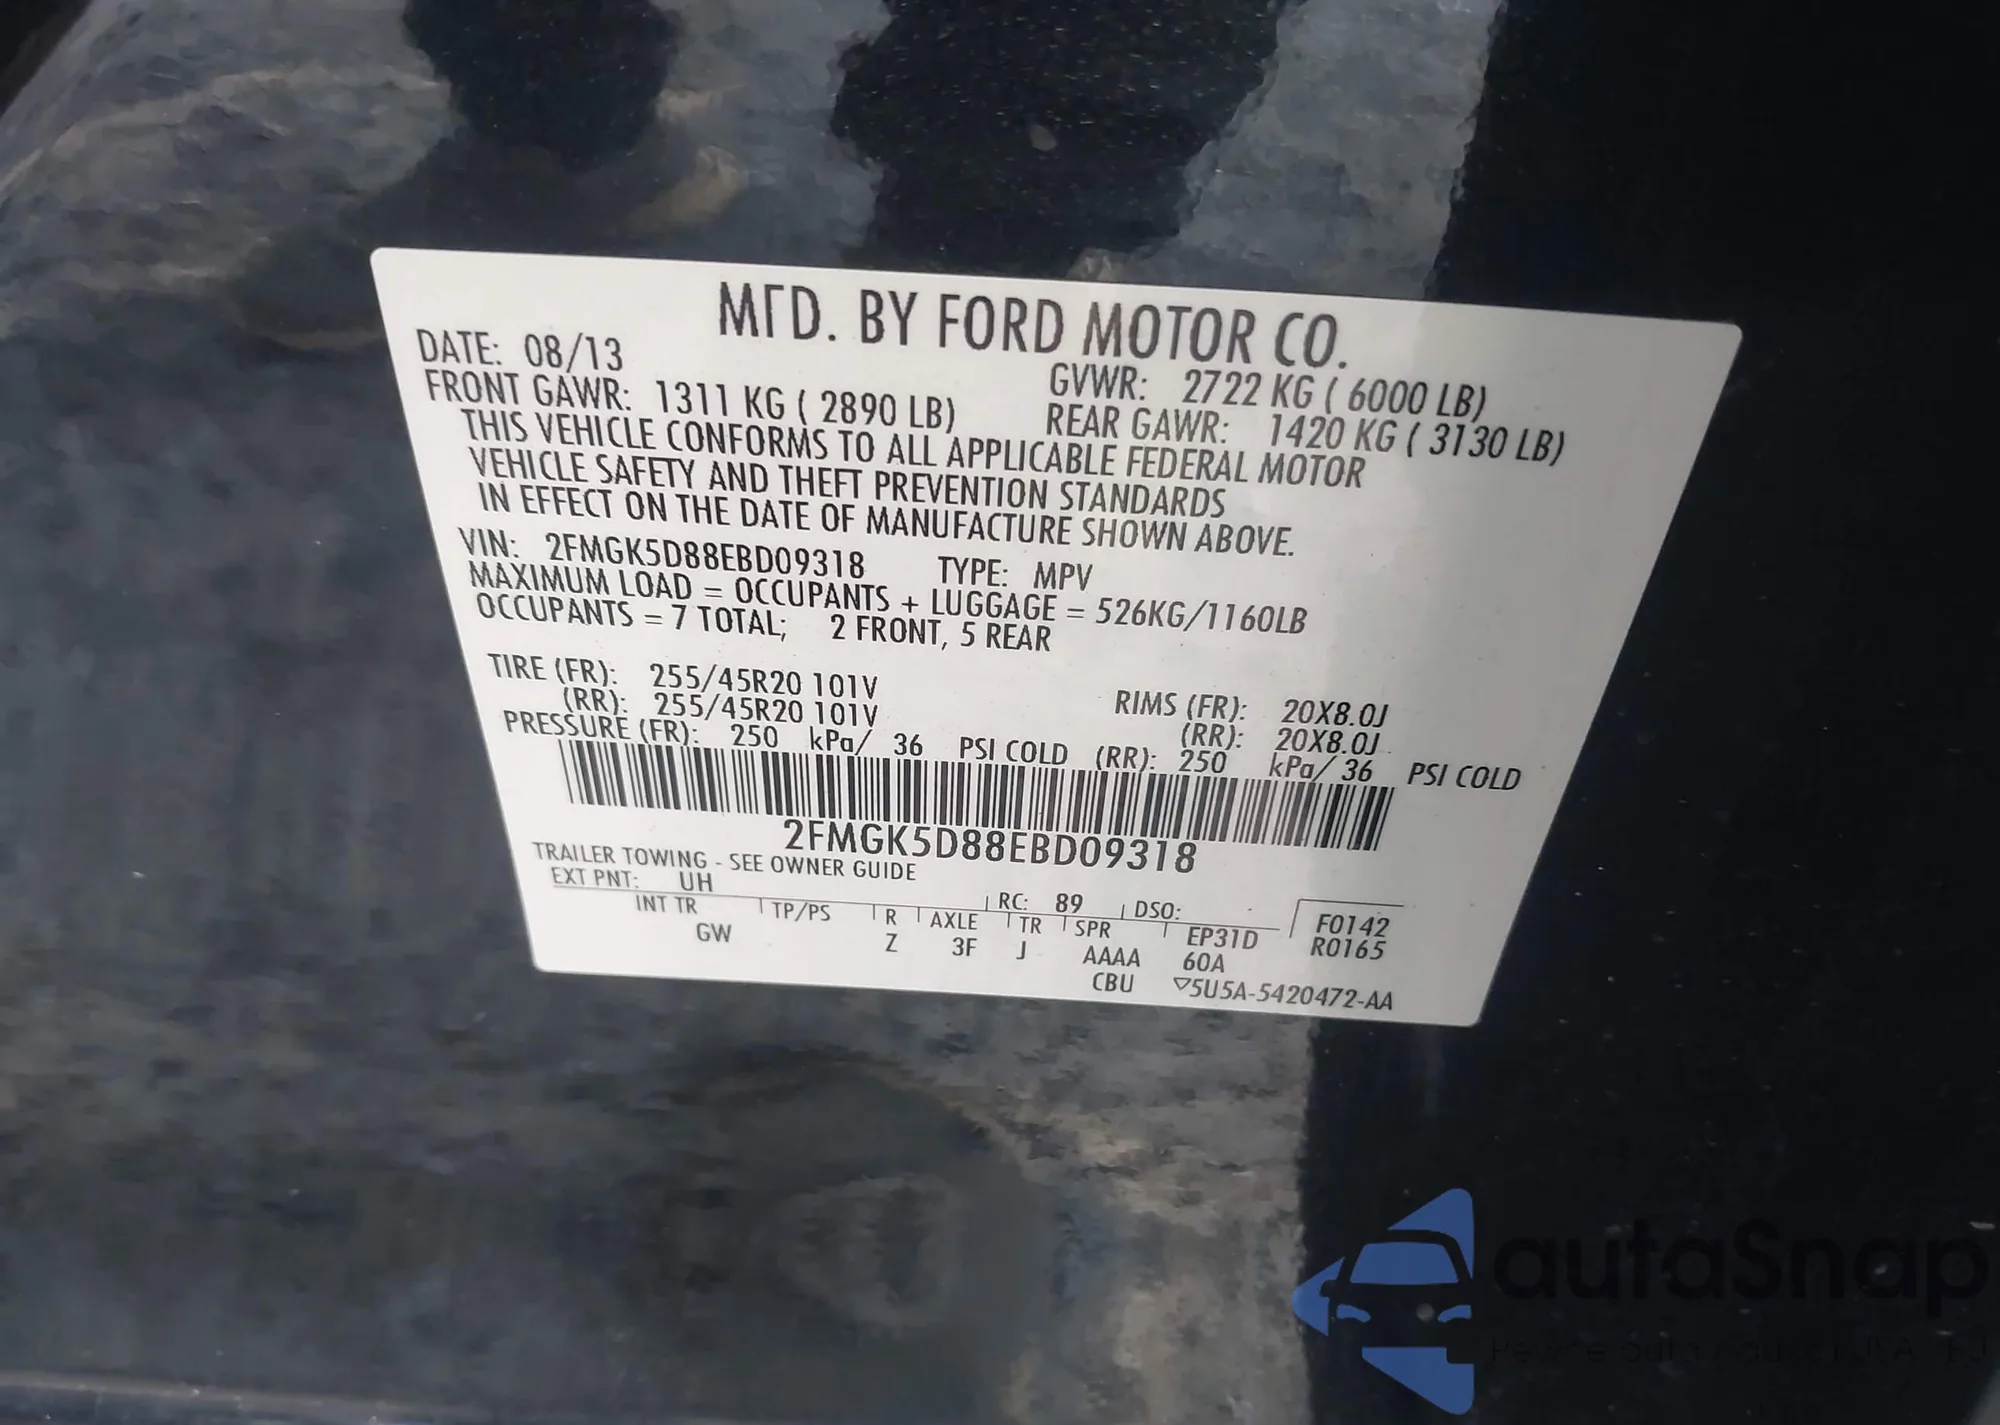 MFD. BY FORD MOTOR CO.
DATE: 08/13 GVWR: 2722 KG ( 6000 LB)
FRONT GAWR: 1311 KG ( 2890 LB) REAR GAWR: 1420 KG ( 3130 LB)
THIS VEHICLE CONFORMS TO ALL APPLICABLE FEDERAL MOTOR
VEHICLE SAFETY AND THEFT PREVENTION STANDARDS
IN EFFECT ON THE DATE OF MANUFACTURE SHOWN ABOVE.
VIN: 2FMGK5D88EBD09318 TYPE: MPV
MAXIMUM LOAD = OCCUPANTS + LUGGAGE = 526KG/1160LB
OCCUPANTS = 7 TOTAL; 2 FRONT, 5 REAR
TIRE (FR): 255/45R20 101V RIMS (FR): 20X8.0J
(RR): 255/45R20 101V (RR): 20X8.0J
PRESSURE (FR): 250 kPa/ 36 PSI COLD (RR): 250 kPa/ 36 PSI COLD
2FMGK5D88EBD09318
TRAILER TOWING - SEE OWNER GUIDE
EXT PNT: UH RC: 89 DSO: F0142
INT TR TP/PS R AXLE TR SPR EP31D R0165
GW Z 3F J AAAA 60A
CBU ▽5U5A-5420472-AA
autaSnap